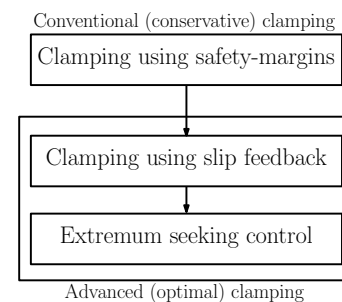 Conventional (conservative) clamping
Clamping using safety-margins
Clamping using slip feedback
Extremum seeking control
Advanced (optimal) clamping